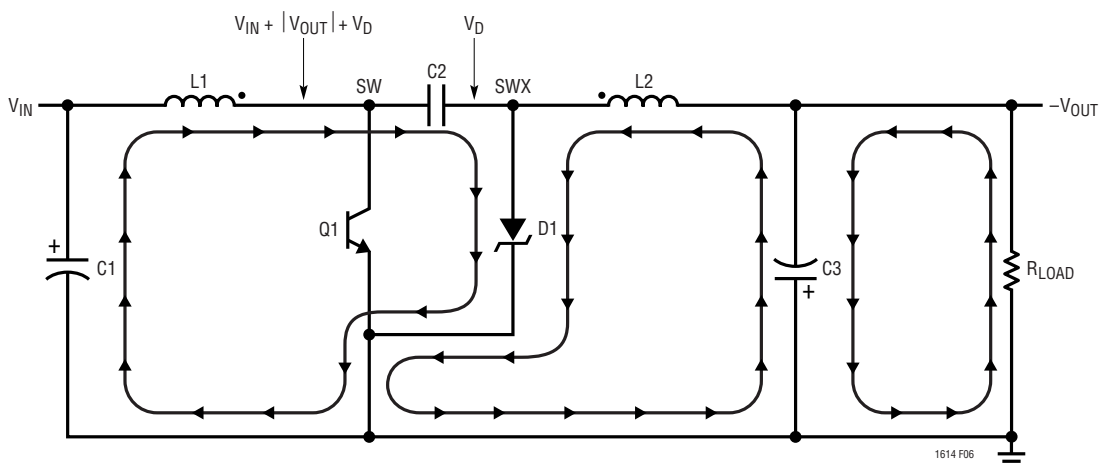 V_IN + |V_OUT| + V_D
V_D
L1
SW
C2
SWX
L2
V_IN
–V_OUT
Q1
D1
+
C1
C3
+
R_LOAD
1614 F06